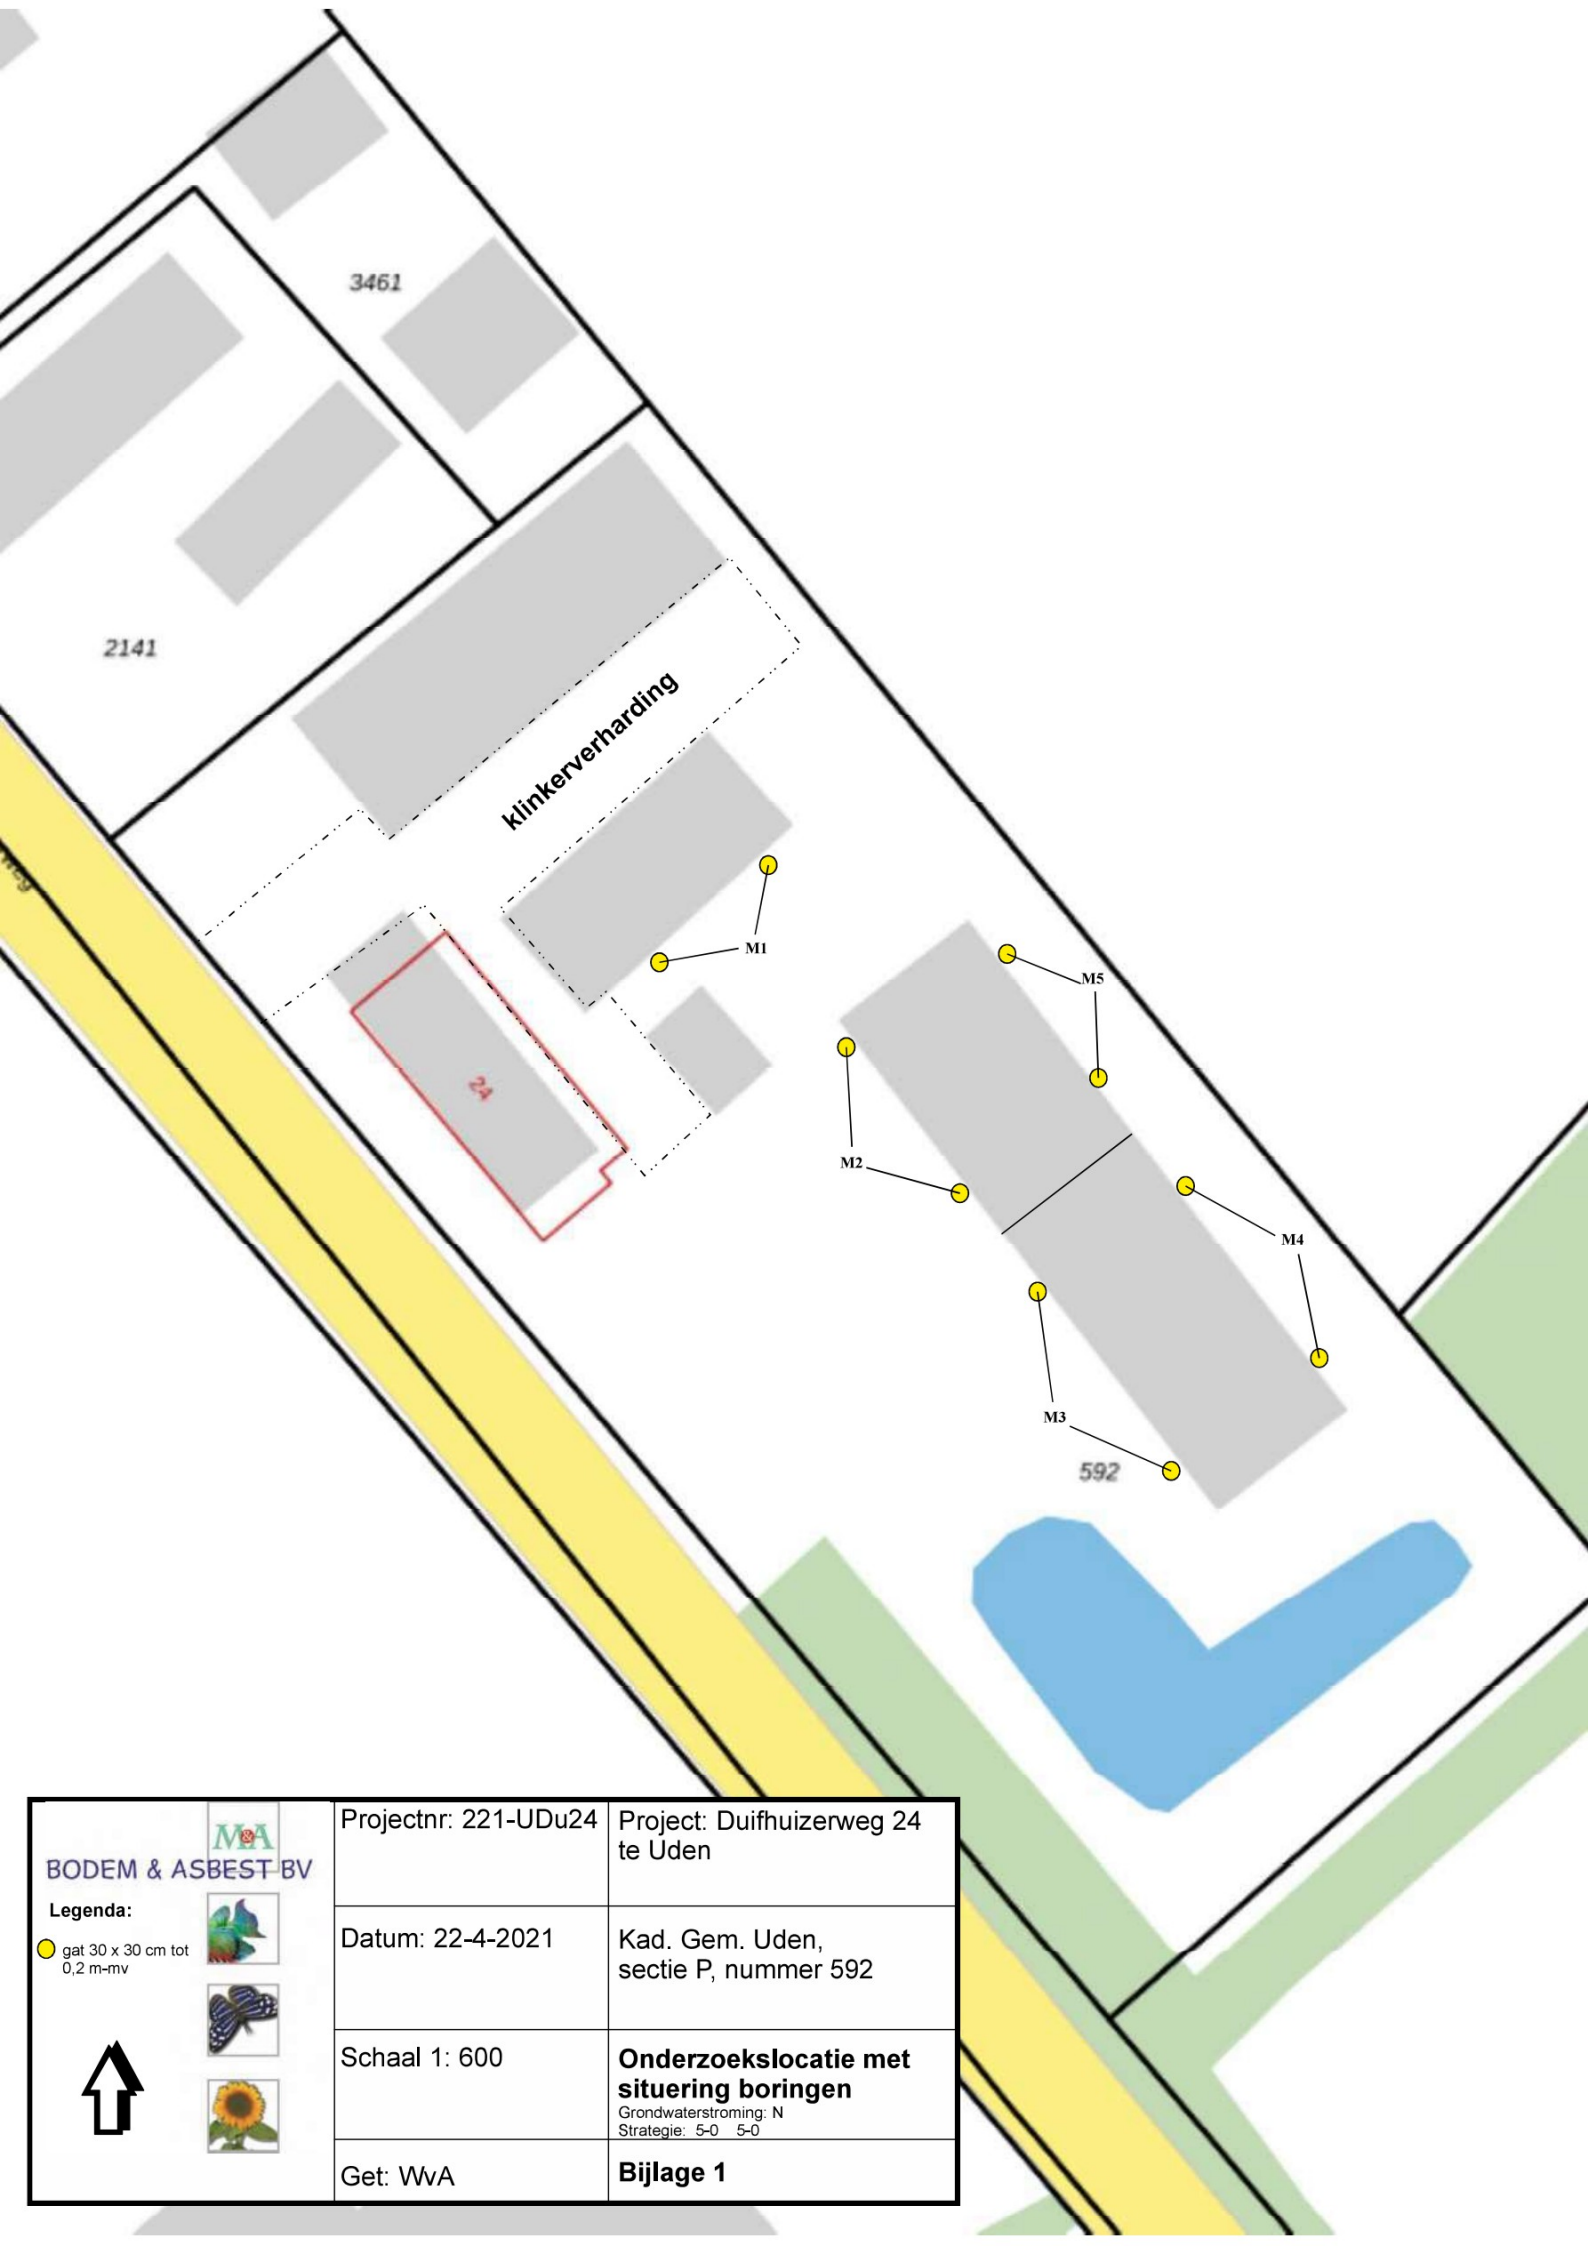 3461
2141
klinkerverharding
weg
M1
M5
24
M2
M4
M3
592
M&A
BODEM & ASBEST BV
Legenda:
gat 30 x 30 cm tot
0,2 m-mv
Projectnr: 221-UDu24
Project: Duifhuizerweg 24
te Uden
Datum: 22-4-2021
Kad. Gem. Uden,
sectie P, nummer 592
Schaal 1: 600
Onderzoekslocatie met
situering boringen
Grondwaterstroming: N
Strategie: 5-0 5-0
Get: WvA
Bijlage 1